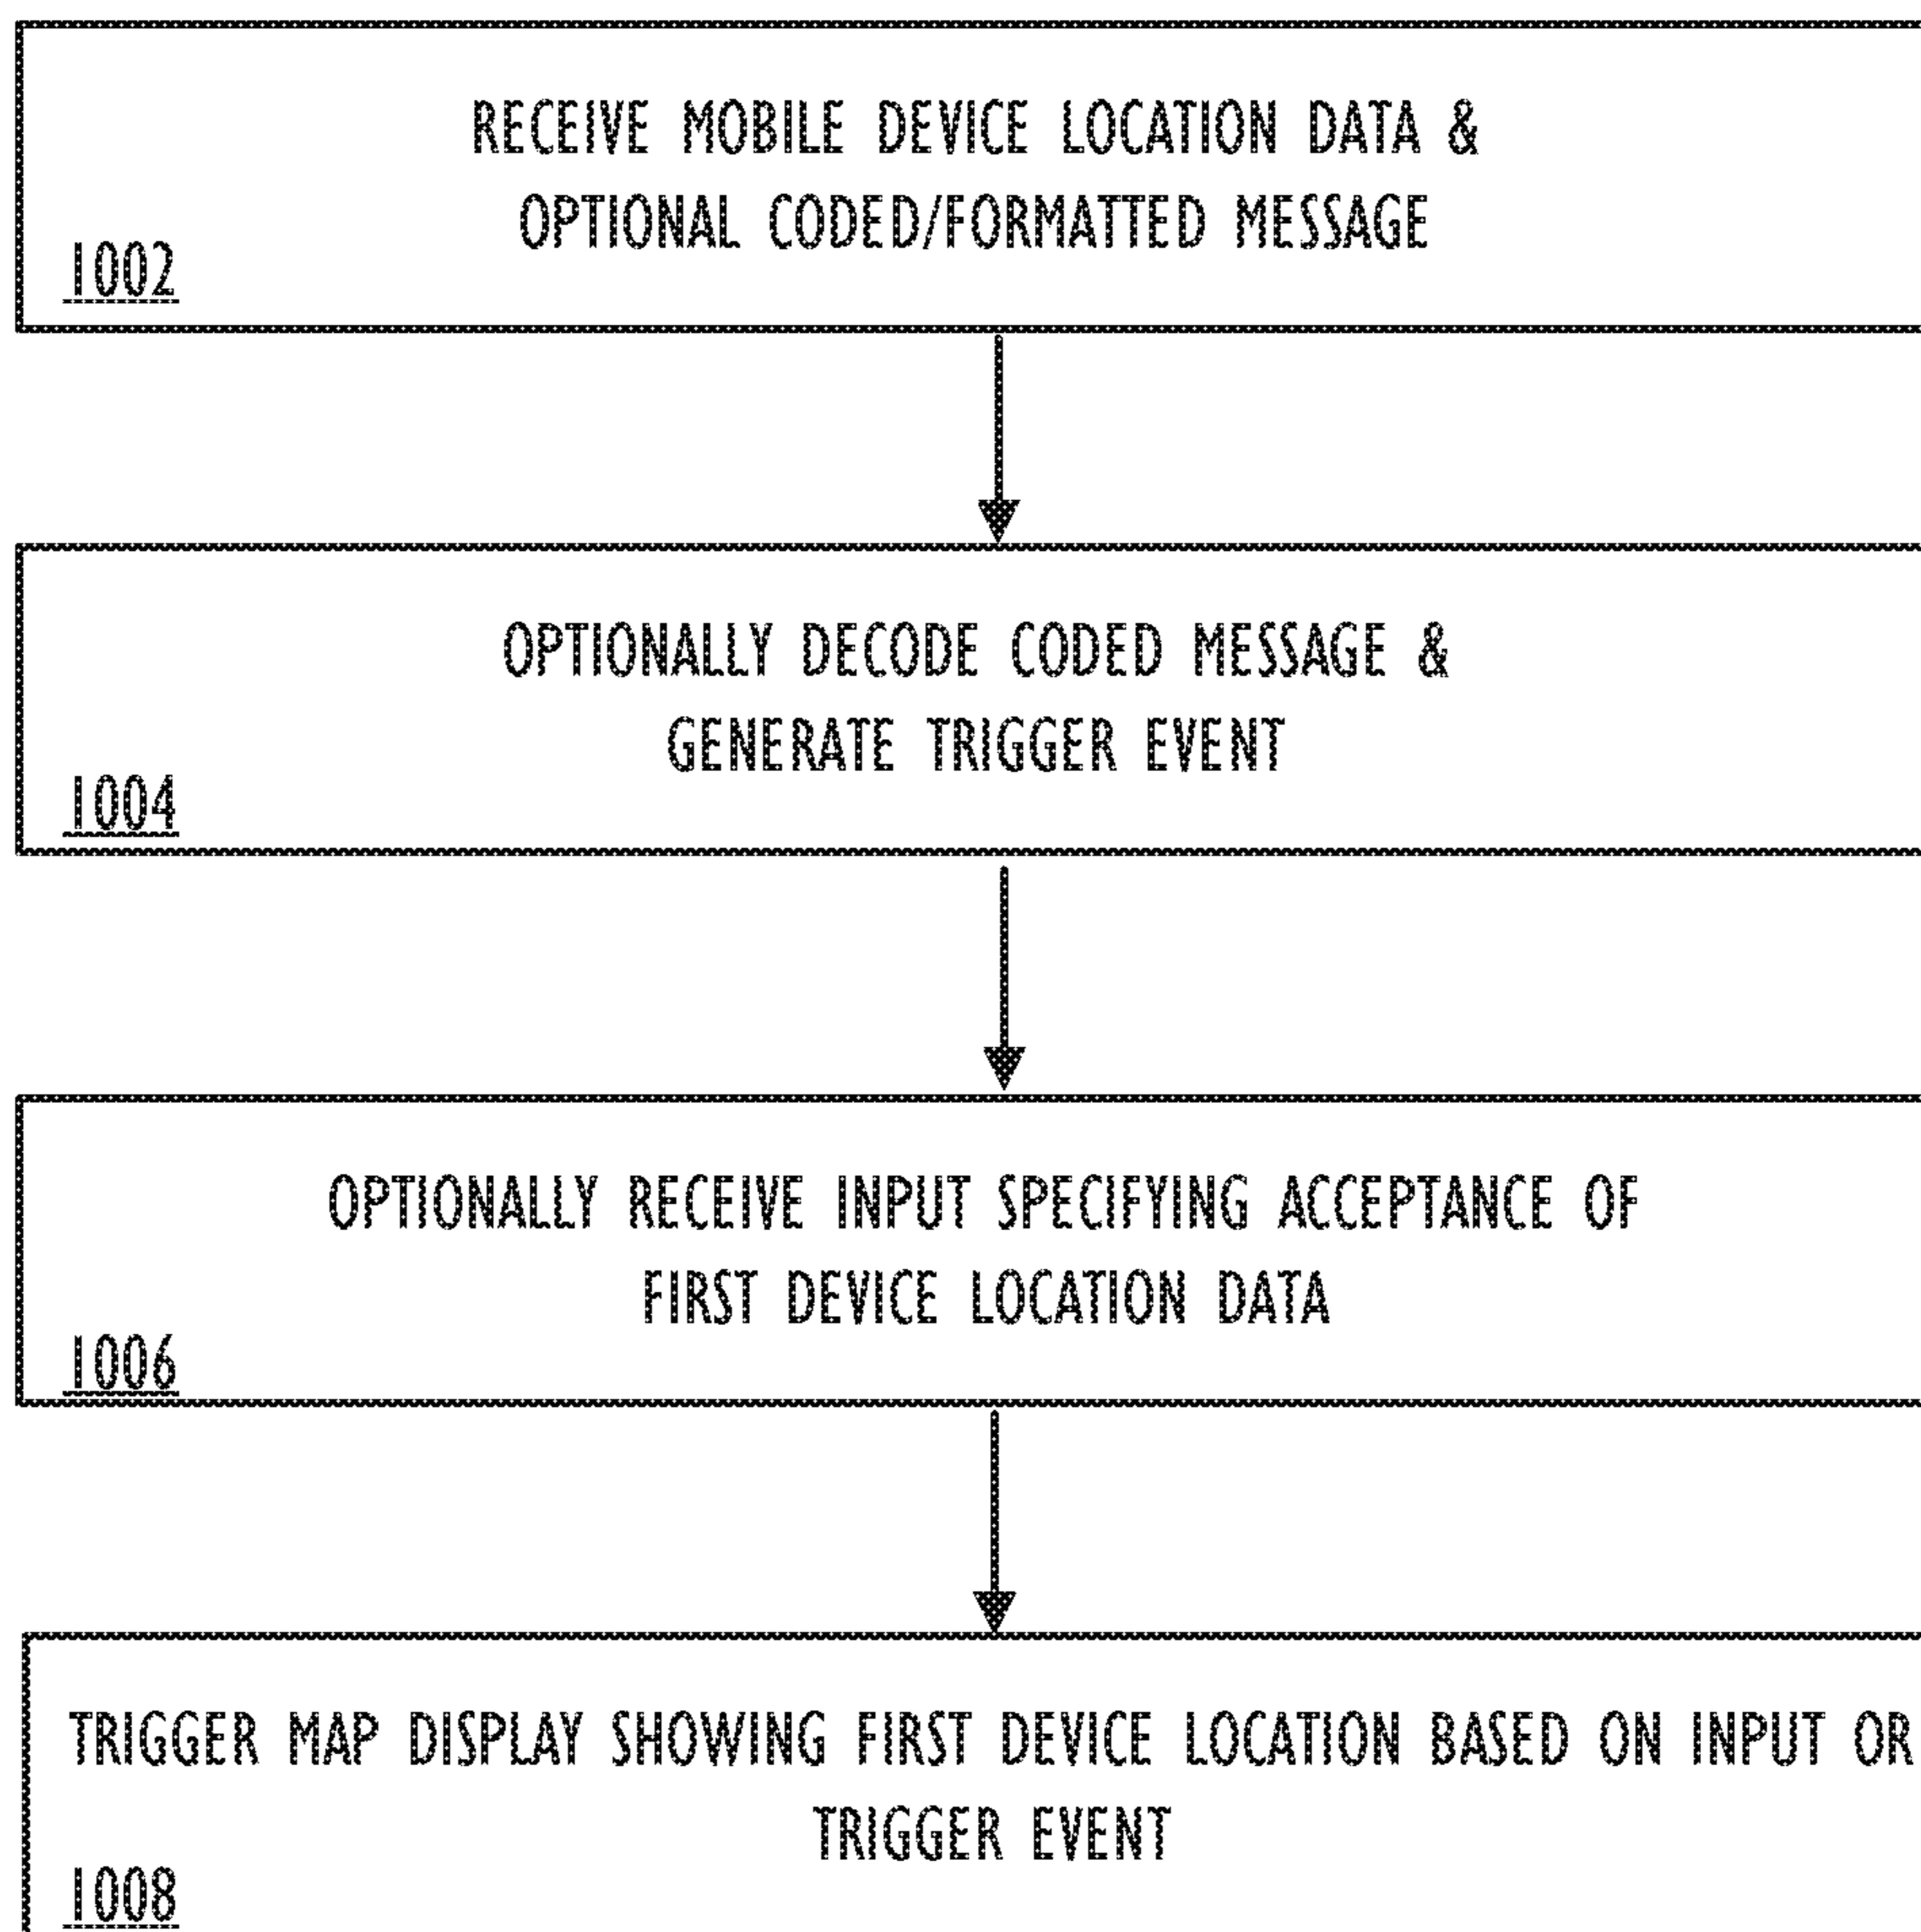 RECEIVE MOBILE DEVICE LOCATION DATA &
OPTIONAL CODED/FORMATTED MESSAGE
1002
OPTIONALLY DECODE CODED MESSAGE &
GENERATE TRIGGER EVENT
1004
OPTIONALLY RECEIVE INPUT SPECIFYING ACCEPTANCE OF
FIRST DEVICE LOCATION DATA
1006
TRIGGER MAP DISPLAY SHOWING FIRST DEVICE LOCATION BASED ON INPUT OR
TRIGGER EVENT
1008